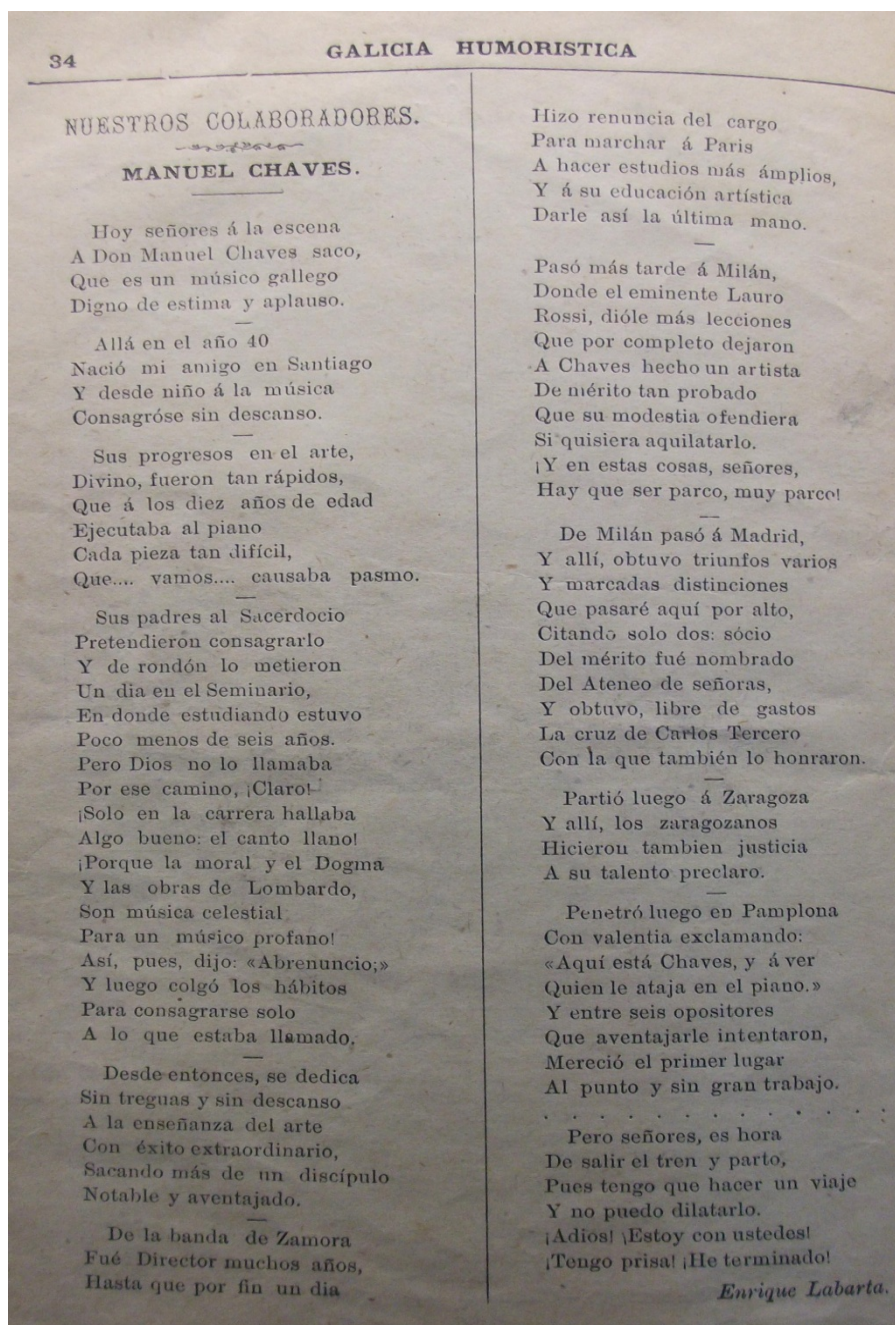 34
GALICIA HUMORISTICA
NUESTROS COLABORADORES.
MANUEL CHAVES.
Hoy señores á la escena
A Don Manuel Chaves saco,
Que es un músico gallego
Digno de estima y aplauso.
Allá en el año 40
Nació mi amigo en Santiago
Y desde niño á la música
Consagróse sin descanso.
Sus progresos en el arte,
Divino, fueron tan rápidos,
Que á los diez años de edad
Ejecutaba al piano
Cada pieza tan difícil,
Que.... vamos.... causaba pasmo.
Sus padres al Sacerdocio
Pretendieron consagrarlo
Y de rondón lo metieron
Un dia en el Seminario,
En donde estudiando estuvo
Poco menos de seis años.
Pero Dios no lo llamaba
Por ese camino, ¡Claro!
¡Solo en la carrera hallaba
Algo bueno: el canto llano!
¡Porque la moral y el Dogma
Y las obras de Lombardo,
Son música celestial
Para un músico profano!
Así, pues, dijo: «Abrenuncio;»
Y luego colgó los hábitos
Para consagrarse solo
A lo que estaba llamado.
Desde entonces, se dedica
Sin treguas y sin descanso
A la enseñanza del arte
Con éxito extraordinario,
Sacando más de un discípulo
Notable y aventajado.
De la banda de Zamora
Fué Director muchos años,
Hasta que por fin un dia
Hizo renuncia del cargo
Para marchar á Paris
A hacer estudios más ámplios,
Y á su educación artística
Darle así la última mano.
Pasó más tarde á Milán,
Donde el eminente Lauro
Rossi, dióle más lecciones
Que por completo dejaron
A Chaves hecho un artista
De mérito tan probado
Que su modestia ofendiera
Si quisiera aquilatarlo.
¡Y en estas cosas, señores,
Hay que ser parco, muy parco!
De Milán pasó á Madrid,
Y allí, obtuvo triunfos varios
Y marcadas distinciones
Que pasaré aquí por alto,
Citando solo dos: sócio
Del mérito fué nombrado
Del Ateneo de señoras,
Y obtuvo, libre de gastos
La cruz de Carlos Tercero
Con la que también lo honraron.
Partió luego á Zaragoza
Y allí, los zaragozanos
Hicieron tambien justicia
A su talento preclaro.
Penetró luego en Pamplona
Con valentia exclamando:
«Aquí está Chaves, y á ver
Quien le ataja en el piano.»
Y entre seis opositores
Que aventajarle intentaron,
Mereció el primer lugar
Al punto y sin gran trabajo.
. . . . . . . . . . . . .
Pero señores, es hora
De salir el tren y parto,
Pues tengo que hacer un viaje
Y no puedo dilatarlo.
¡Adios! ¡Estoy con ustedes!
¡Tengo prisa! ¡He terminado!
Enrique Labarta.